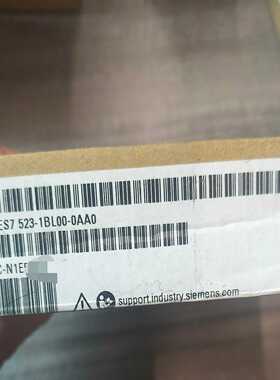 ES7 523-1BL00-0AA0
C-N1E
support.industry.siemens.com